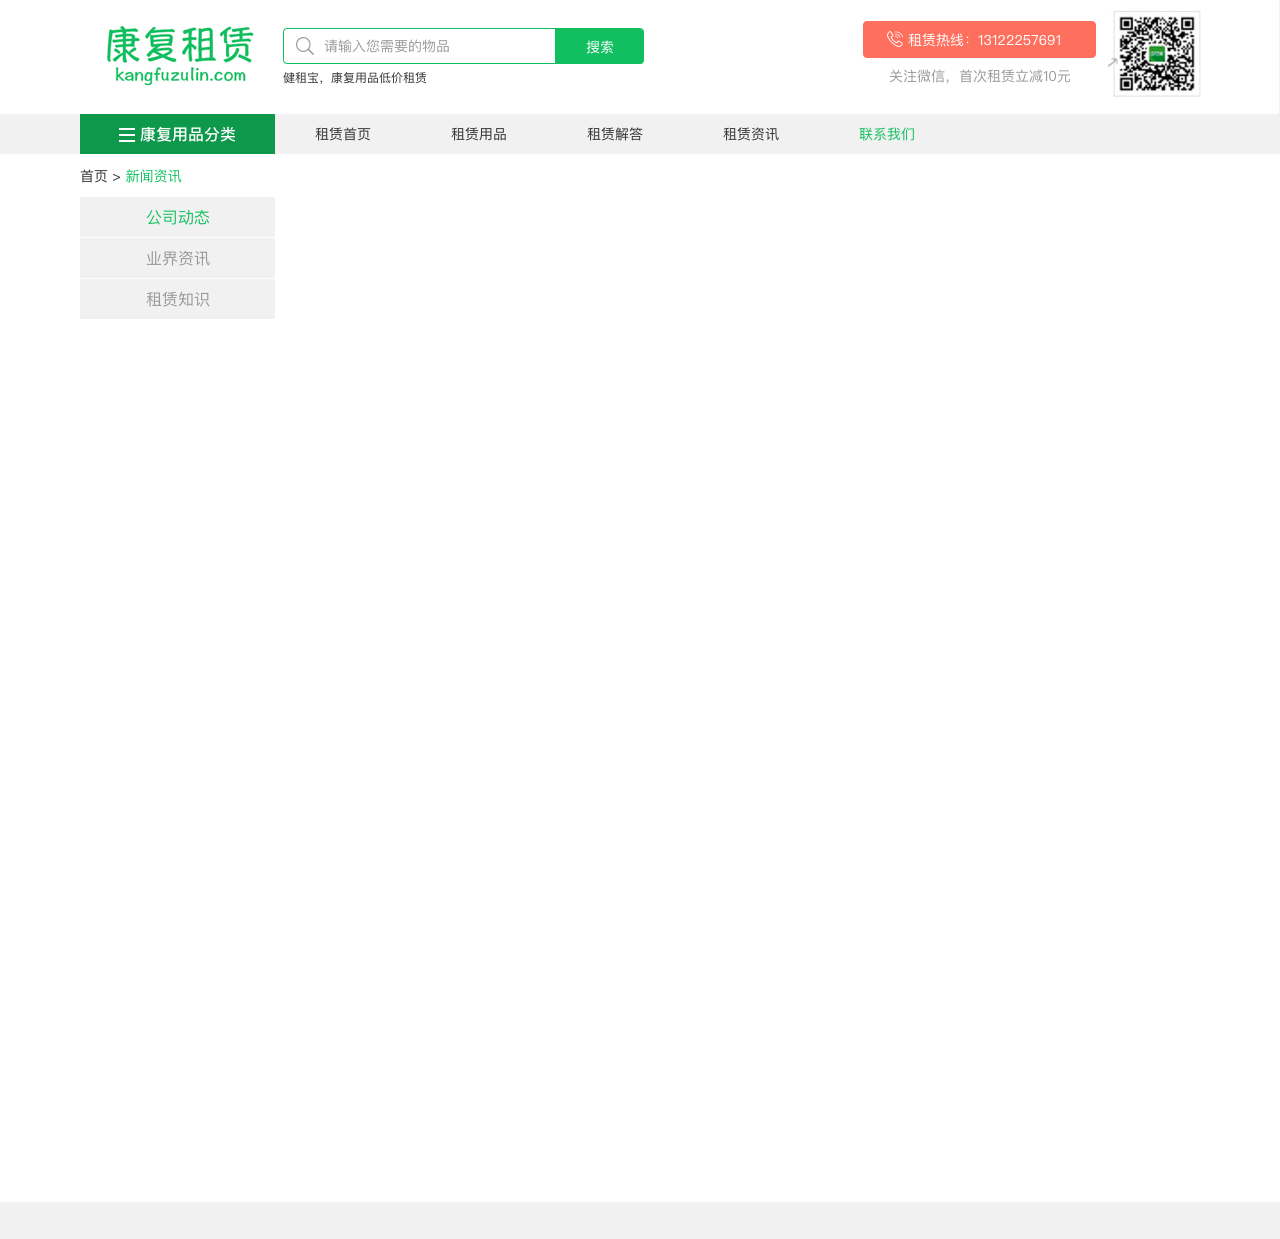 康复租赁
kangfuzulin.com
请输入您需要的物品
搜索
健租宝，康复用品低价租赁
租赁热线：13122257691
关注微信，首次租赁立减10元
康复用品分类
租赁首页
租赁用品
租赁解答
租赁资讯
联系我们
首页 > 新闻资讯
公司动态
业界资讯
租赁知识